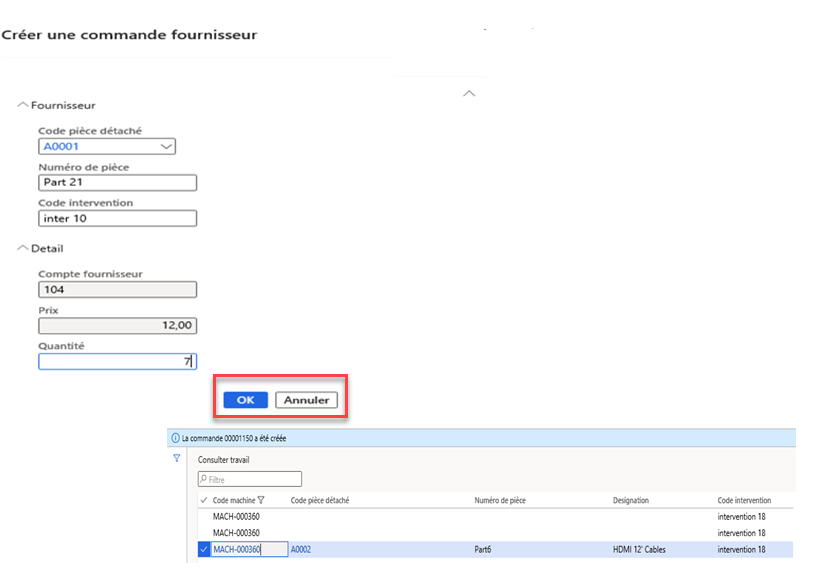 Créer une commande fournisseur
Fournisseur
Code pièce détaché
A0001
Numéro de pièce
Part 21
Code intervention
inter 10
Detail
Compte fournisseur
104
Prix
12,00
Quantité
7
OK Annuler
La commande 00001150 a été créée
Consulter travail
Filtre
Code machine Code pièce détaché Numéro de pièce Designation Code intervention
MACH-000360 intervention 18
MACH-000360 intervention 18
MACH-000360 A0002 Part6 HDMI 12' Cables intervention 18